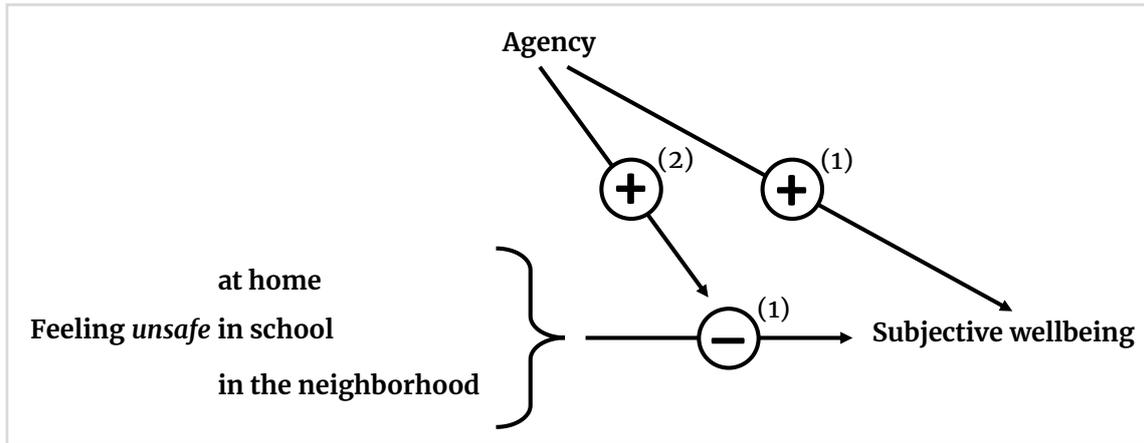 Agency
(2)
(1)
+
+
at home
(1)
Feeling unsafe in school
−
Subjective wellbeing
in the neighborhood